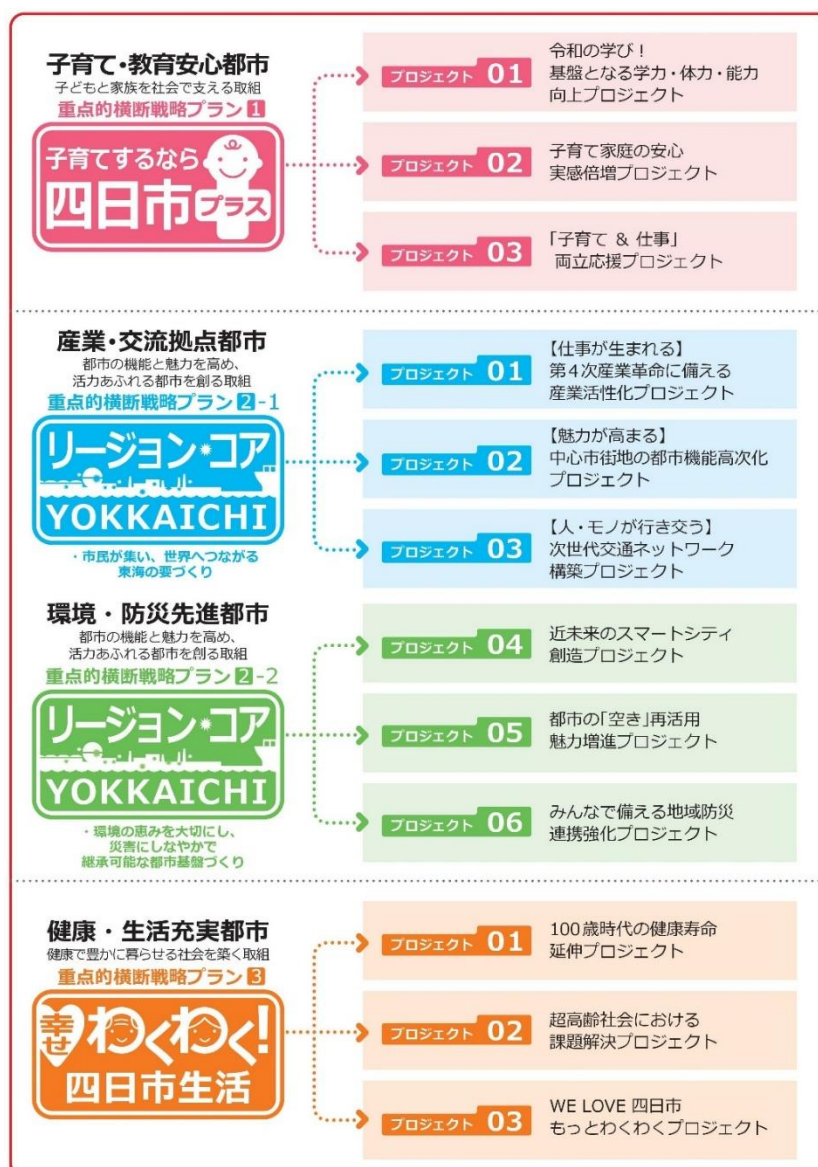 子育て・教育安心都市
子どもと家族を社会で支える取組
重点的横断戦略プラン1
子育てするなら
四日市プラス
プロジェクト 01
令和の学び!
基盤となる学力・体力・能力
向上プロジェクト
プロジェクト 02
子育て家庭の安心
実感倍増プロジェクト
プロジェクト 03
「子育て & 仕事」
両立応援プロジェクト
産業・交流拠点都市
都市の機能と魅力を高め、
活力あふれる都市を創る取組
重点的横断戦略プラン2-1
リージョン・コア
YOKKAICHI
・市民が集い、世界へつながる
東海の要づくり
プロジェクト 01
【仕事が生まれる】
第4次産業革命に備える
産業活性化プロジェクト
プロジェクト 02
【魅力が高まる】
中心市街地の都市機能高次化
プロジェクト
プロジェクト 03
【人・モノが行き交う】
次世代交通ネットワーク
構築プロジェクト
環境・防災先進都市
都市の機能と魅力を高め、
活力あふれる都市を創る取組
重点的横断戦略プラン2-2
リージョン・コア
YOKKAICHI
・環境の恵みを大切にし、
災害にしなやかで
継承可能な都市基盤づくり
プロジェクト 04
近未来のスマートシティ
創造プロジェクト
プロジェクト 05
都市の「空き」再活用
魅力増進プロジェクト
プロジェクト 06
みんなで備える地域防災
連携強化プロジェクト
健康・生活充実都市
健康で豊かに暮らせる社会を築く取組
重点的横断戦略プラン3
幸せ わくわく!
四日市生活
プロジェクト 01
100歳時代の健康寿命
延伸プロジェクト
プロジェクト 02
超高齢社会における
課題解決プロジェクト
プロジェクト 03
WE LOVE 四日市
もっとわくわくプロジェクト